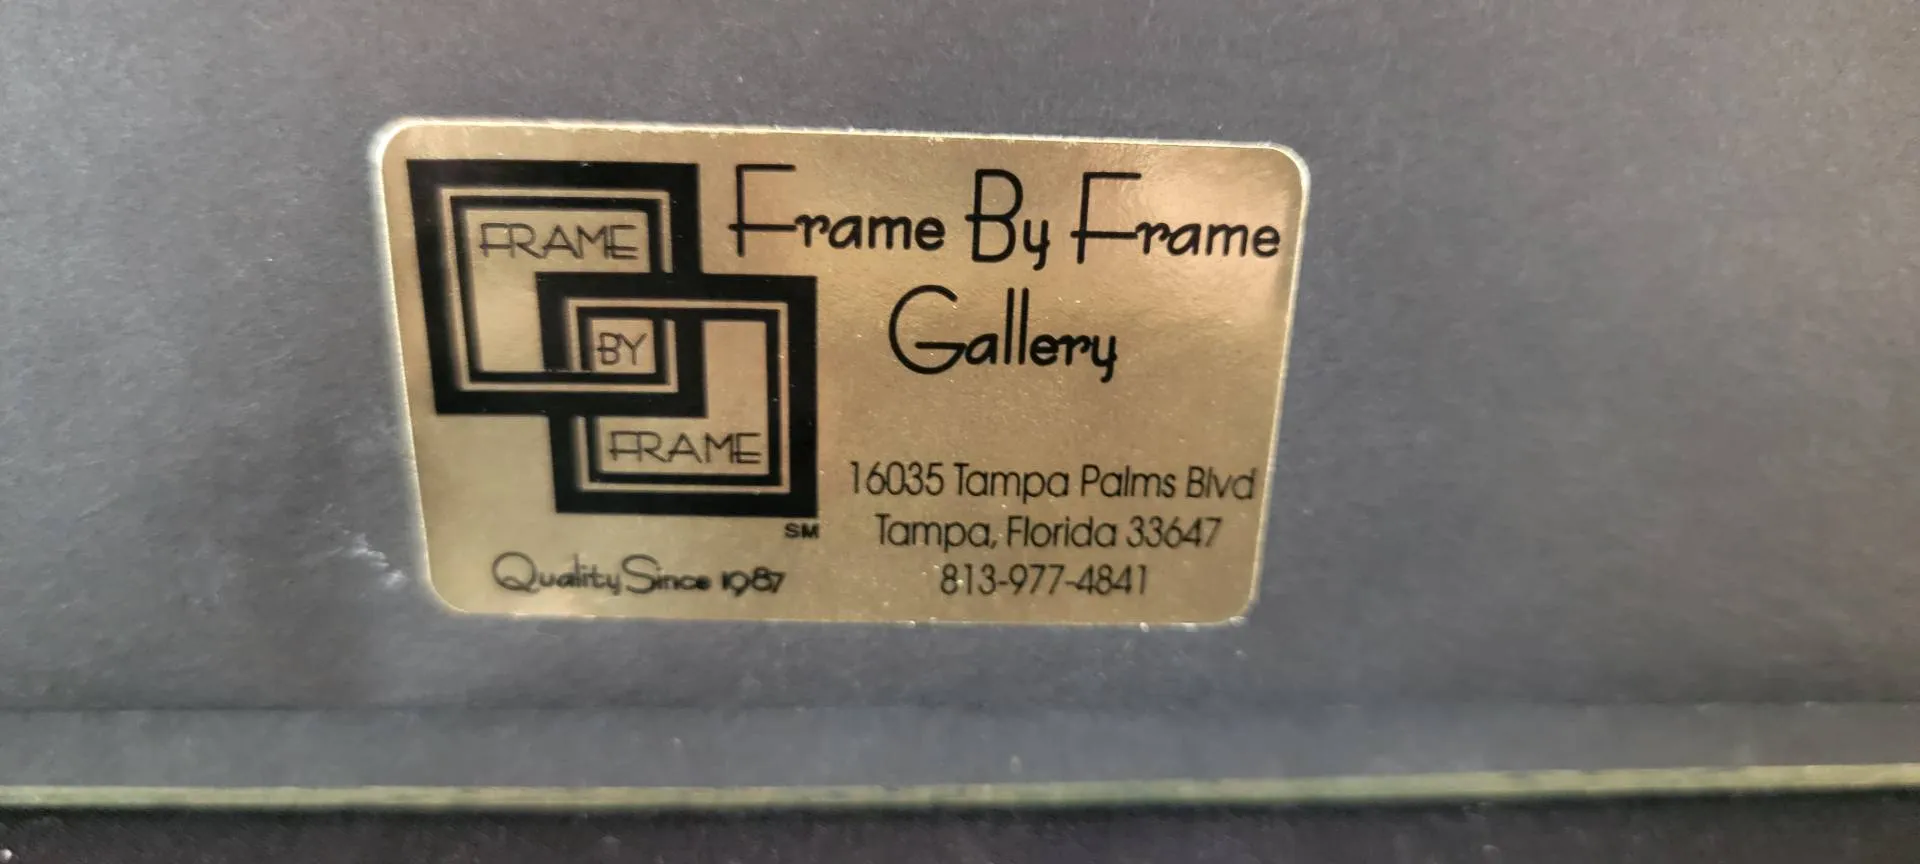 FRAME
BY
FRAME
SM
Quality Since 1987
Frame By Frame
Gallery
16035 Tampa Palms Blvd
Tampa, Florida 33647
813-977-4841